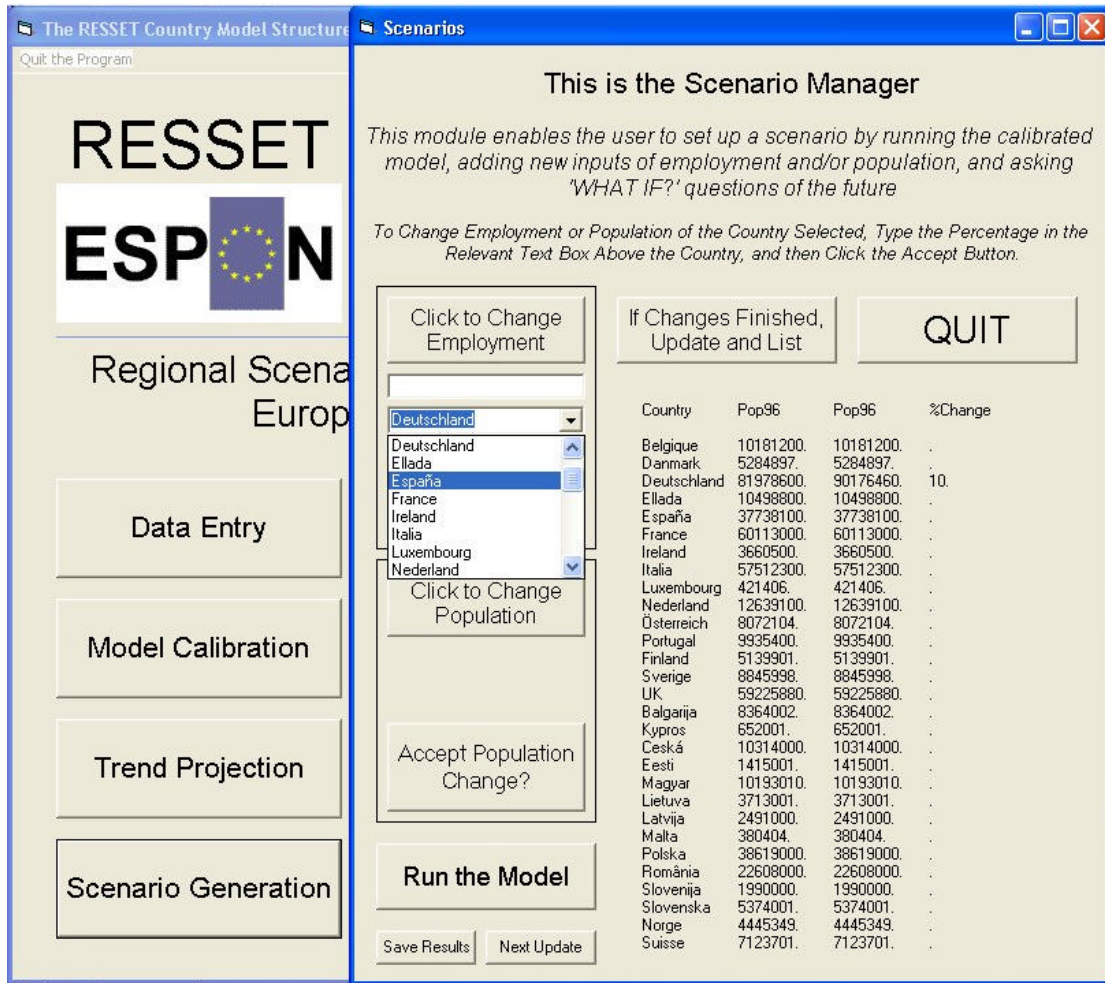 The RESSET Country Model Structure
Quit the Program
RESSET
ESPON
Regional Scena
Europ
Data Entry
Model Calibration
Trend Projection
Scenario Generation
Scenarios
This is the Scenario Manager
This module enables the user to set up a scenario by running the calibrated
model, adding new inputs of employment and/or population, and asking
'WHAT IF?' questions of the future
To Change Employment or Population of the Country Selected, Type the Percentage in the
Relevant Text Box Above the Country, and then Click the Accept Button.
Click to Change
Employment
Deutschland
Deutschland
Ellada
España
France
Ireland
Italia
Luxembourg
Nederland
Click to Change
Population
Accept Population
Change?
Run the Model
Save Results
Next Update
If Changes Finished,
Update and List
QUIT
Country Pop96 Pop96 %Change
Belgique 10181200. 10181200. .
Danmark 5284897. 5284897. .
Deutschland 81978600. 90176460. 10.
Ellada 10498800. 10498800. .
España 37738100. 37738100. .
France 60113000. 60113000. .
Ireland 3660500. 3660500. .
Italia 57512300. 57512300. .
Luxembourg 421406. 421406. .
Nederland 12639100. 12639100. .
Österreich 8072104. 8072104. .
Portugal 9935400. 9935400. .
Finland 5139901. 5139901. .
Sverige 8845998. 8845998. .
UK 59225880. 59225880. .
Balgarija 8364002. 8364002. .
Kypros 652001. 652001. .
Ceská 10314000. 10314000. .
Eesti 1415001. 1415001. .
Magyar 10193010. 10193010. .
Lietuva 3713001. 3713001. .
Latvija 2491000. 2491000. .
Malta 380404. 380404. .
Polska 38619000. 38619000. .
România 22608000. 22608000. .
Slovenija 1990000. 1990000. .
Slovenska 5374001. 5374001. .
Norge 4445349. 4445349. .
Suisse 7123701. 7123701. .